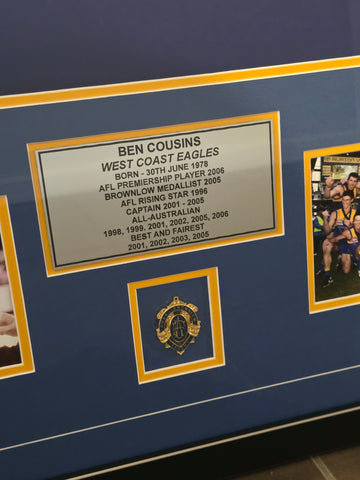 BEN COUSINS
WEST COAST EAGLES
BORN - 30TH JUNE 1978
AFL PREMIERSHIP PLAYER 2006
BROWNLOW MEDALLIST 2005
AFL RISING STAR 1996
CAPTAIN 2001 - 2005
ALL-AUSTRALIAN
1998, 1999, 2001, 2002, 2005, 2006
BEST AND FAIREST
2001, 2002, 2003, 2005